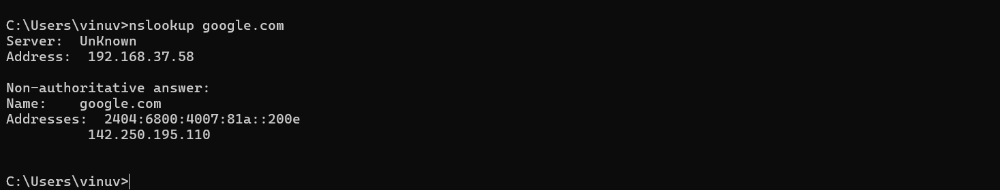 C:\Users\vinuv>nslookup google.com
Server:  UnKnown
Address:  192.168.37.58
Non-authoritative answer:
Name:    google.com
Addresses:  2404:6800:4007:81a::200e
          142.250.195.110
C:\Users\vinuv>